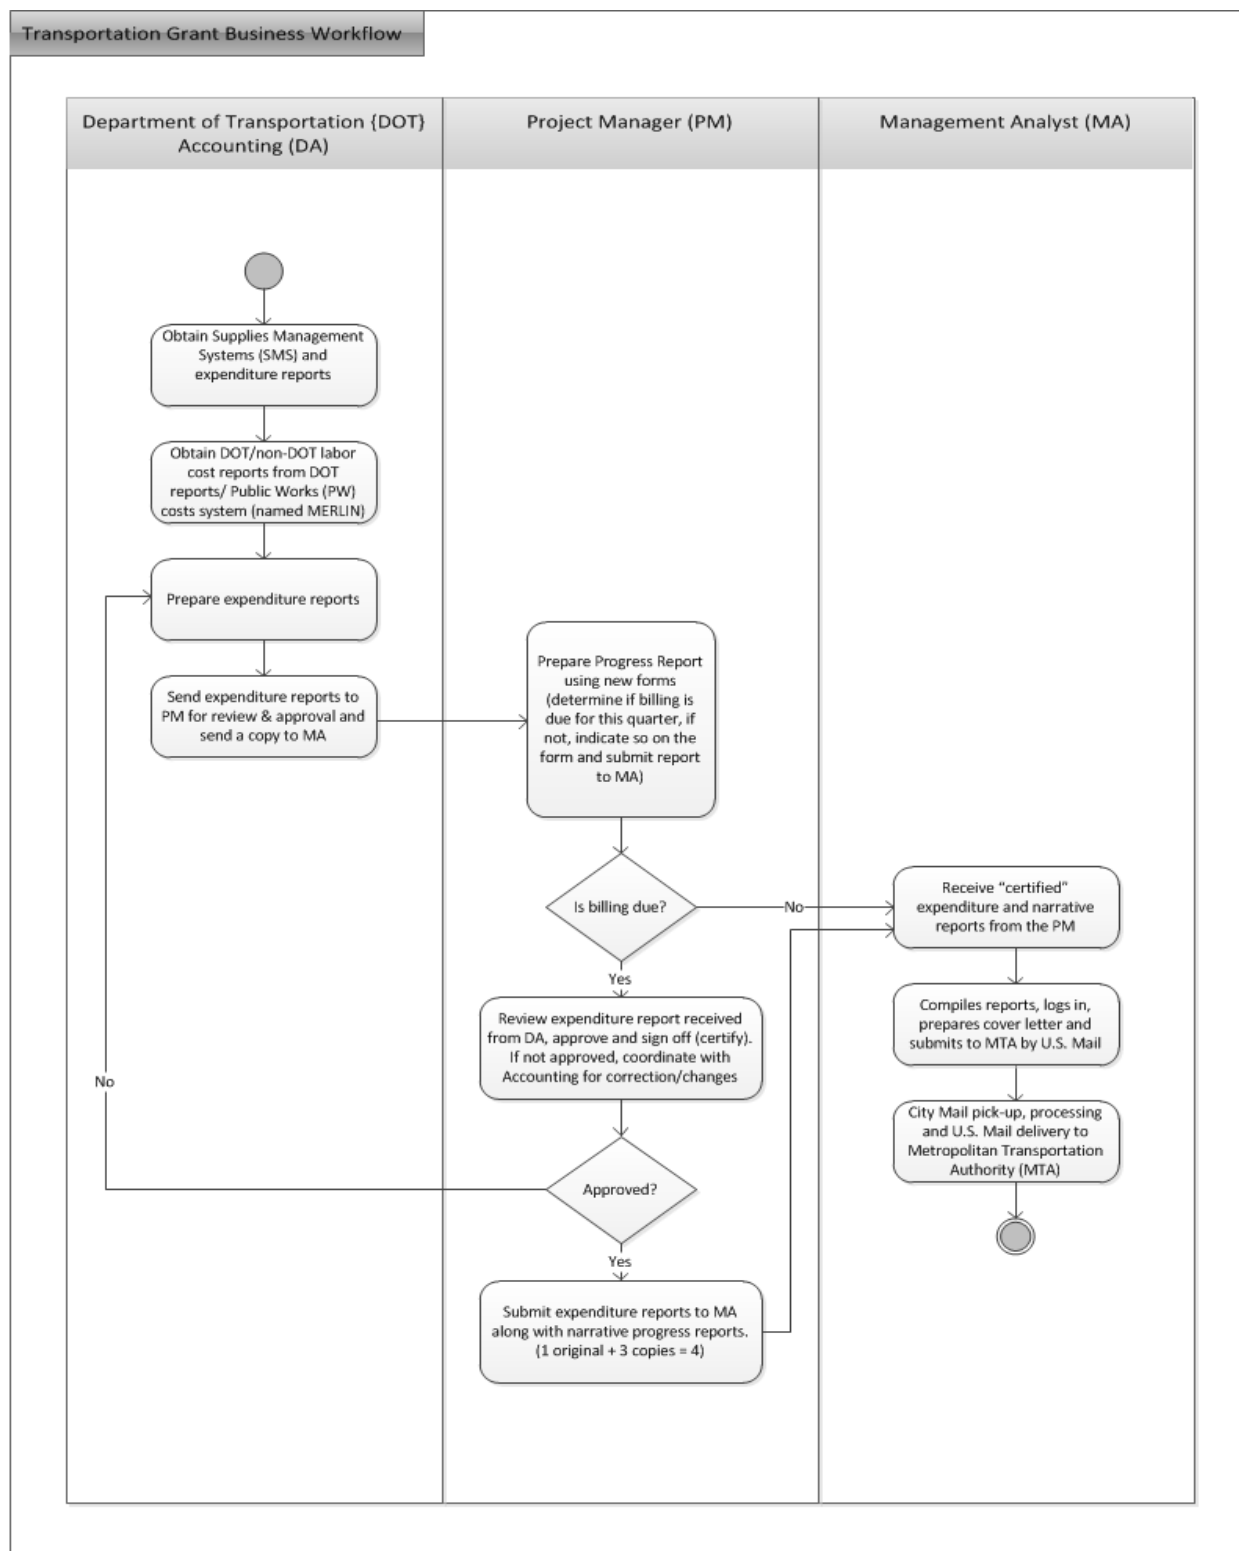 Transportation Grant Business Workflow
Department of Transportation {DOT}
Accounting (DA)
Project Manager (PM)
Management Analyst (MA)
Obtain Supplies Management
Systems (SMS) and
expenditure reports
Obtain DOT/non-DOT labor
cost reports from DOT
reports/ Public Works (PW)
costs system (named MERLIN)
Prepare expenditure reports
Send expenditure reports to
PM for review & approval and
send a copy to MA
Prepare Progress Report
using new forms
(determine if billing is
due for this quarter, if
not, indicate so on the
form and submit report
to MA)
Is billing due?
No
Receive “certified”
expenditure and narrative
reports from the PM
Yes
Compiles reports, logs in,
prepares cover letter and
submits to MTA by U.S. Mail
Review expenditure report received
from DA, approve and sign off (certify).
If not approved, coordinate with
Accounting for correction/changes
No
City Mail pick-up, processing
and U.S. Mail delivery to
Metropolitan Transportation
Authority (MTA)
Approved?
Yes
Submit expenditure reports to MA
along with narrative progress reports.
(1 original + 3 copies = 4)